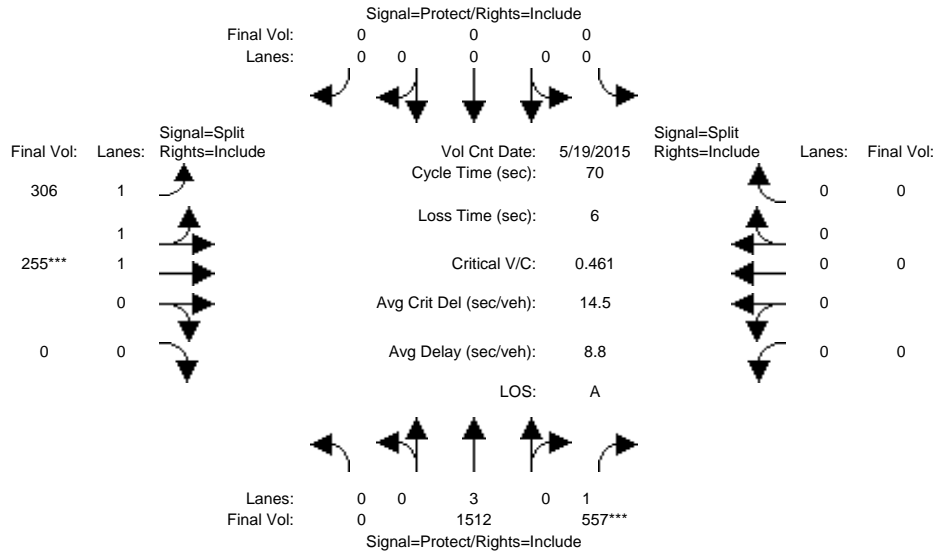 Signal=Protect/Rights=Include
Final Vol: 0 0 0
Lanes: 0 0 0 0 0
Signal=Split
Final Vol: Lanes: Rights=Include
Vol Cnt Date: 5/19/2015
Signal=Split
Rights=Include Lanes: Final Vol:
Cycle Time (sec): 70
306 1
0 0
Loss Time (sec): 6
1
0
255*** 1
Critical V/C: 0.461
0 0
0
Avg Crit Del (sec/veh): 14.5
0
0 0
Avg Delay (sec/veh): 8.8
0 0
LOS: A
Lanes: 0 0 3 0 1
Final Vol: 0 1512 557***
Signal=Protect/Rights=Include